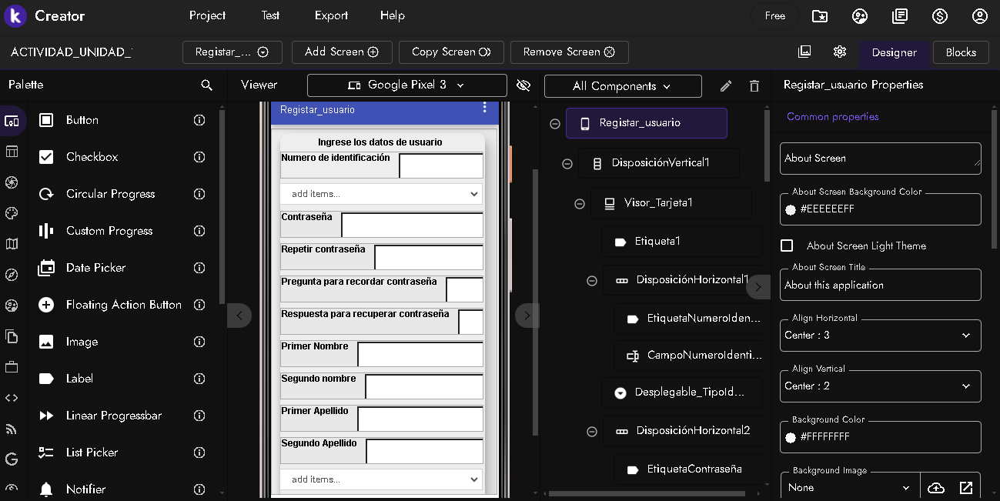 Creator
Project Test Export Help
Free
ACTIVIDAD_UNIDAD_
Registar_...
Add Screen
Copy Screen
Remove Screen
Designer
Blocks
Palette
Button
Checkbox
Circular Progress
Custom Progress
Date Picker
Floating Action Button
Image
Label
Linear Progressbar
List Picker
Notifier
Viewer
Google Pixel 3
Registar_usuario
Ingrese los datos de usuario
Numero de identificación
add items...
Contraseña
Repetir contraseña
Pregunta para recordar contraseña
Respuesta para recuperar contraseña
Primer Nombre
Segundo nombre
Primer Apellido
Segundo Apellido
add items...
All Components
Registar_usuario
DisposiciónVertical1
Visor_Tarjeta1
Etiqueta1
DisposiciónHorizontal1
EtiquetaNumeroIden...
CampoNumeroIdenti...
Desplegable_TipoId...
DisposiciónHorizontal2
EtiquetaContraseña
Registar_usuario Properties
Common properties
About Screen
About Screen Background Color
#EEEEEEFF
About Screen Light Theme
About Screen Title
About this application
Align Horizontal
Center : 3
Align Vertical
Center : 2
Background Color
#FFFFFFFF
Background Image
None